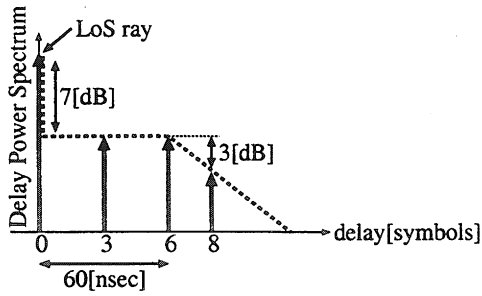 LoS ray
Delay Power Spectrum
7[dB]
3[dB]
0 3 6 8 delay[symbols]
60[nsec]